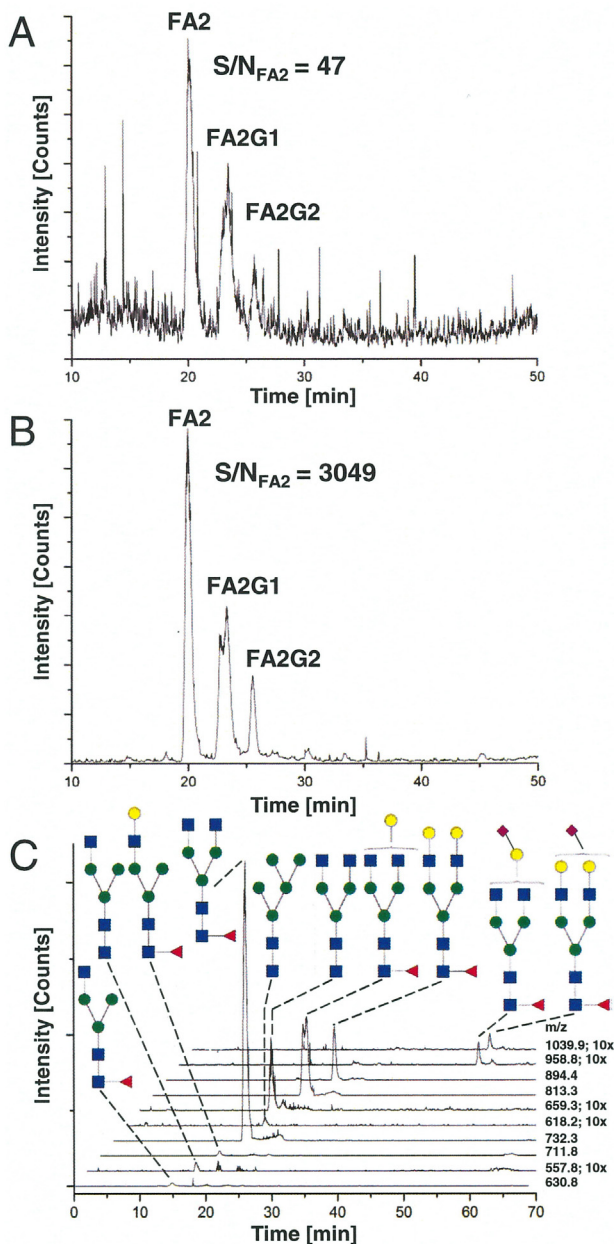 A
FA2
S/NFA2 = 47
FA2G1
FA2G2
Intensity [Counts]
10 20 30 40 50
Time [min]
B
FA2
S/NFA2 = 3049
FA2G1
FA2G2
Intensity [Counts]
10 20 30 40 50
Time [min]
C
Intensity [Counts]
m/z
1039.9; 10x
958.8; 10x
894.4
813.3
659.3; 10x
618.2; 10x
732.3
711.8
557.8; 10x
630.8
0 10 20 30 40 50 60 70
Time [min]